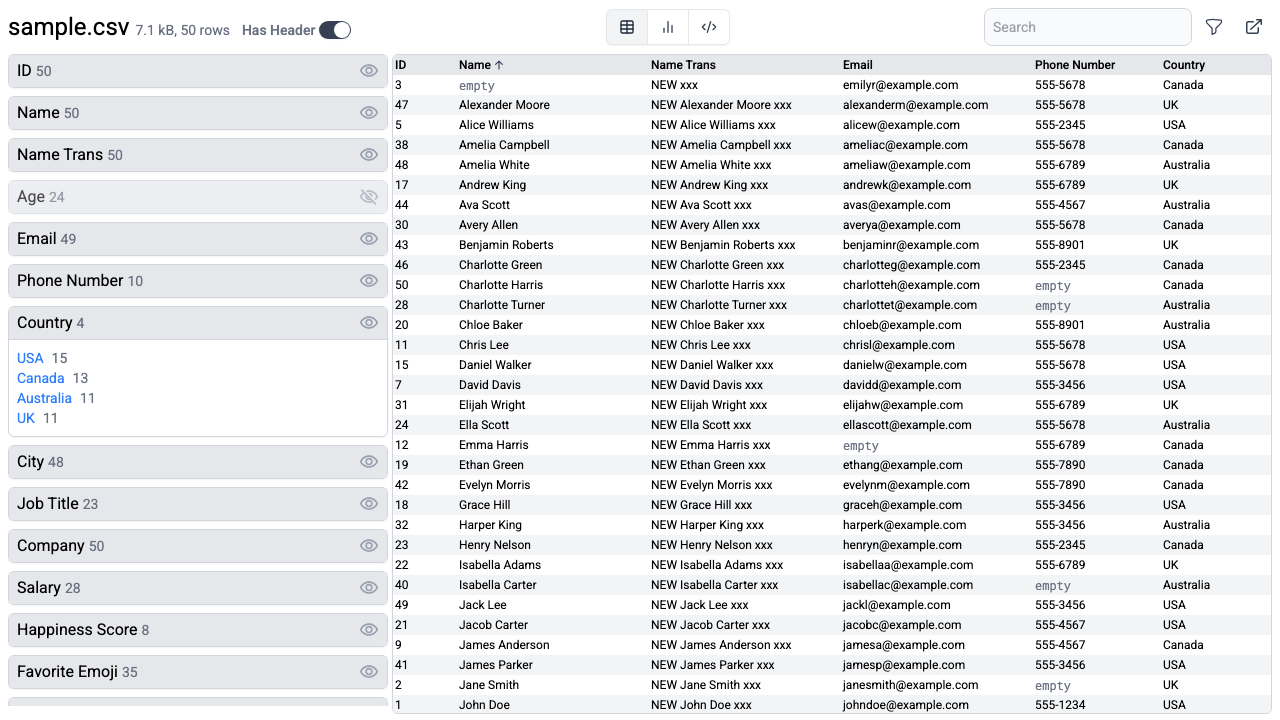 sample.csv 7.1 kB, 50 rows Has Header
Search
ID 50
Name 50
Name Trans 50
Age 24
Email 49
Phone Number 10
Country 4
USA 15
Canada 13
Australia 11
UK 11
City 48
Job Title 23
Company 50
Salary 28
Happiness Score 8
Favorite Emoji 35
ID Name ↑ Name Trans Email Phone Number Country
3 empty NEW xxx emilyr@example.com 555-5678 Canada
47 Alexander Moore NEW Alexander Moore xxx alexanderm@example.com 555-5678 UK
5 Alice Williams NEW Alice Williams xxx alicew@example.com 555-2345 USA
38 Amelia Campbell NEW Amelia Campbell xxx ameliac@example.com 555-5678 Canada
48 Amelia White NEW Amelia White xxx ameliaw@example.com 555-6789 Australia
17 Andrew King NEW Andrew King xxx andrewk@example.com 555-6789 UK
44 Ava Scott NEW Ava Scott xxx avas@example.com 555-4567 Australia
30 Avery Allen NEW Avery Allen xxx averya@example.com 555-5678 Canada
43 Benjamin Roberts NEW Benjamin Roberts xxx benjaminr@example.com 555-8901 UK
46 Charlotte Green NEW Charlotte Green xxx charlotteg@example.com 555-2345 Canada
50 Charlotte Harris NEW Charlotte Harris xxx charlotteh@example.com empty Canada
28 Charlotte Turner NEW Charlotte Turner xxx charlottet@example.com empty Australia
20 Chloe Baker NEW Chloe Baker xxx chloeb@example.com 555-8901 Australia
11 Chris Lee NEW Chris Lee xxx chrisl@example.com 555-5678 USA
15 Daniel Walker NEW Daniel Walker xxx danielw@example.com 555-5678 USA
7 David Davis NEW David Davis xxx davidd@example.com 555-3456 USA
31 Elijah Wright NEW Elijah Wright xxx elijahw@example.com 555-6789 UK
24 Ella Scott NEW Ella Scott xxx ellascott@example.com 555-5678 Australia
12 Emma Harris NEW Emma Harris xxx empty 555-6789 Canada
19 Ethan Green NEW Ethan Green xxx ethang@example.com 555-7890 Canada
42 Evelyn Morris NEW Evelyn Morris xxx evelynm@example.com 555-7890 Canada
18 Grace Hill NEW Grace Hill xxx graceh@example.com 555-3456 USA
32 Harper King NEW Harper King xxx harperk@example.com 555-3456 Australia
23 Henry Nelson NEW Henry Nelson xxx henryn@example.com 555-2345 Canada
22 Isabella Adams NEW Isabella Adams xxx isabellaa@example.com 555-6789 UK
40 Isabella Carter NEW Isabella Carter xxx isabellac@example.com empty Australia
49 Jack Lee NEW Jack Lee xxx jackl@example.com 555-3456 USA
21 Jacob Carter NEW Jacob Carter xxx jacobc@example.com 555-4567 USA
9 James Anderson NEW James Anderson xxx jamesa@example.com 555-4567 Canada
41 James Parker NEW James Parker xxx jamesp@example.com 555-3456 USA
2 Jane Smith NEW Jane Smith xxx janesmith@example.com empty UK
1 John Doe NEW John Doe xxx johndoe@example.com 555-1234 USA